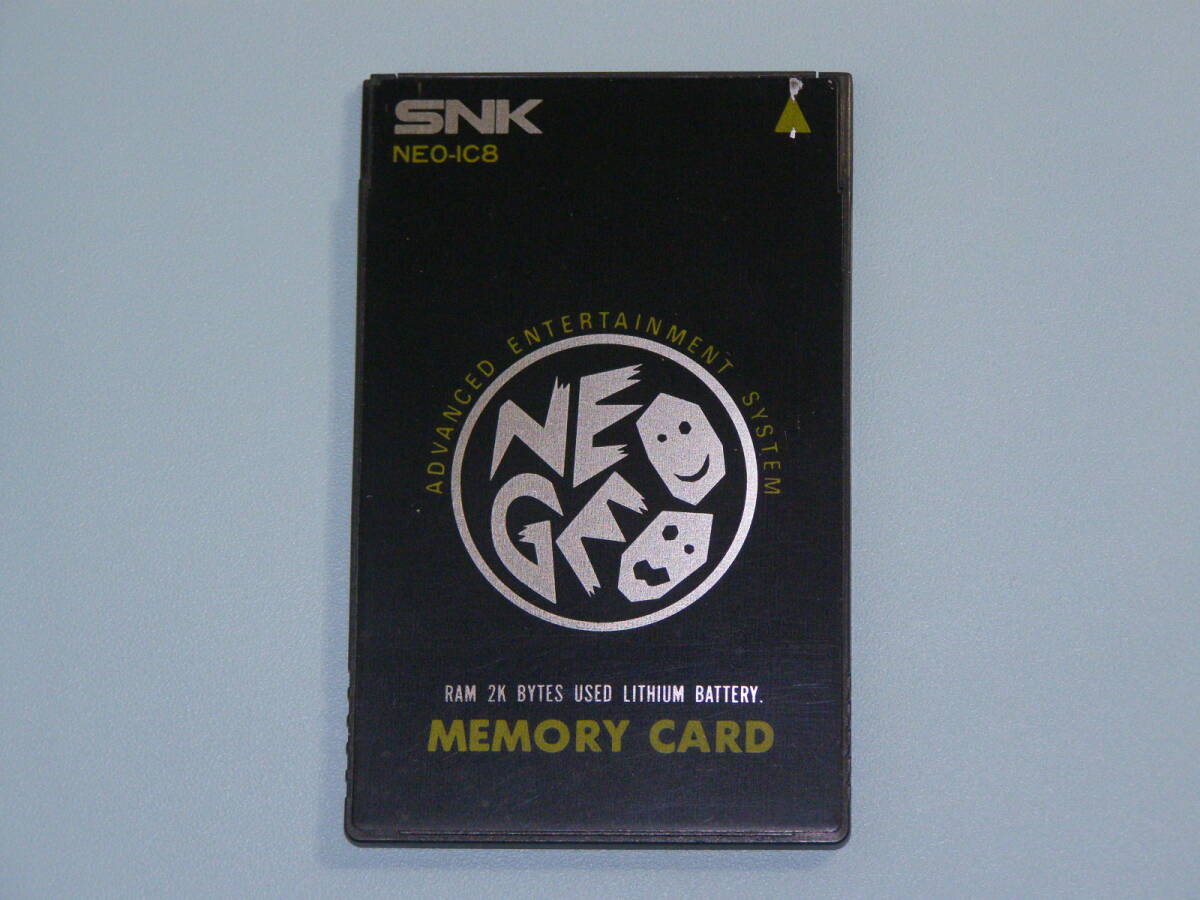 SNK
NEO-IC8
ADVANCED ENTERTAINMENT SYSTEM
NEO
GEO
RAM 2K BYTES USED LITHIUM BATTERY.
MEMORY CARD